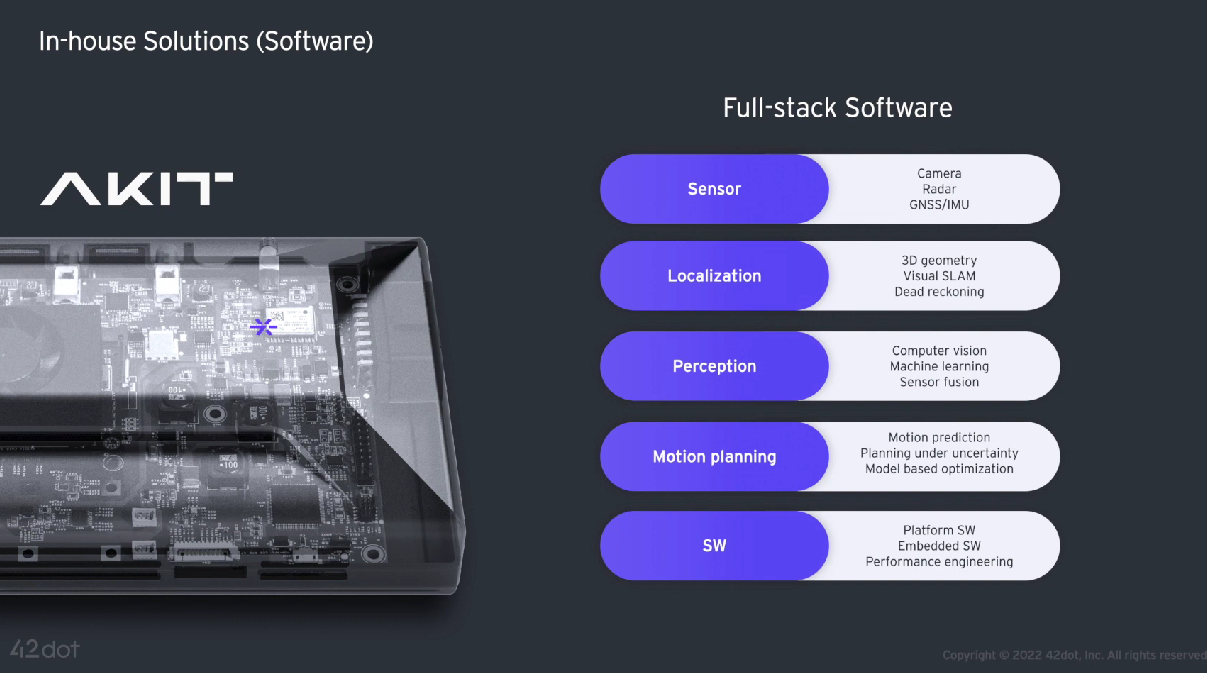 In-house Solutions (Software)
AKIT
Full-stack Software
Sensor
Camera
Radar
GNSS/IMU
Localization
3D geometry
Visual SLAM
Dead reckoning
Perception
Computer vision
Machine learning
Sensor fusion
Motion planning
Motion prediction
Planning under uncertainty
Model based optimization
SW
Platform SW
Embedded SW
Performance engineering
42dot
Copyright © 2022 42dot, Inc. All rights reserved